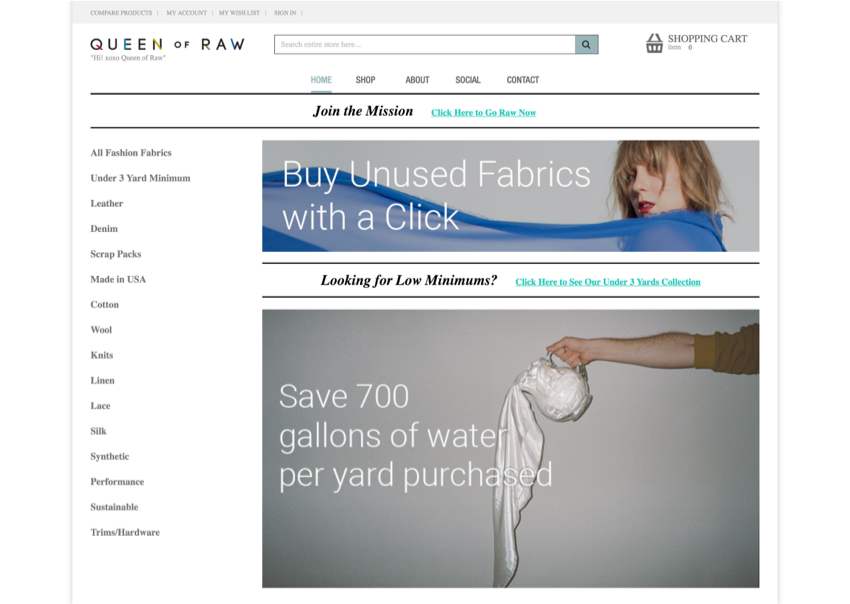 COMPARE PRODUCTS | MY ACCOUNT | MY WISH LIST | SIGN IN |
QUEEN OF RAW
"Hi! xoxo Queen of Raw"
Search entire store here...
SHOPPING CART
item 0
HOME SHOP ABOUT SOCIAL CONTACT
Join the Mission Click Here to Go Raw Now
All Fashion Fabrics
Under 3 Yard Minimum
Leather
Denim
Scrap Packs
Made in USA
Cotton
Wool
Knits
Linen
Lace
Silk
Synthetic
Performance
Sustainable
Trims/Hardware
Buy Unused Fabrics
with a Click
Looking for Low Minimums? Click Here to See Our Under 3 Yards Collection
Save 700
gallons of water
per yard purchased